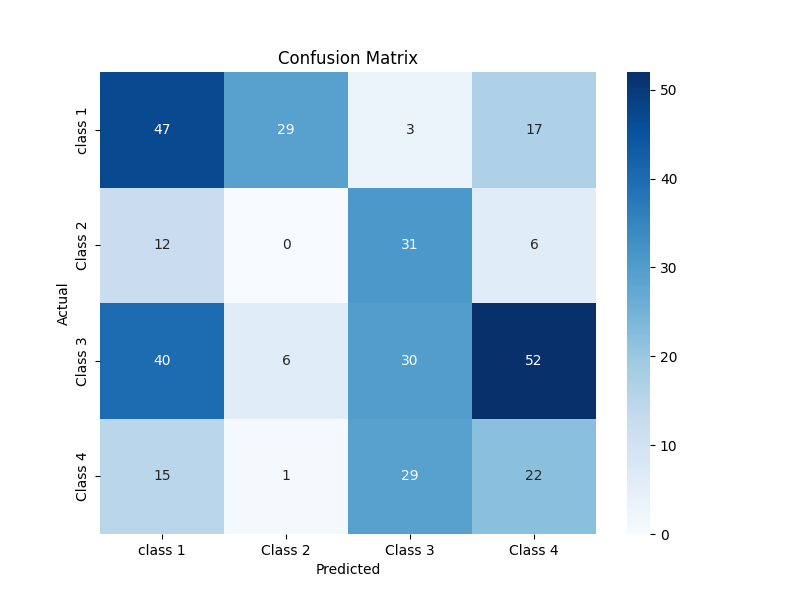 Confusion Matrix
class 1
47 29 3 17
50
40
Class 2
12 0 31 6
30
Actual
Class 3
40 6 30 52
20
10
Class 4
15 1 29 22
0
class 1 Class 2 Class 3 Class 4
Predicted